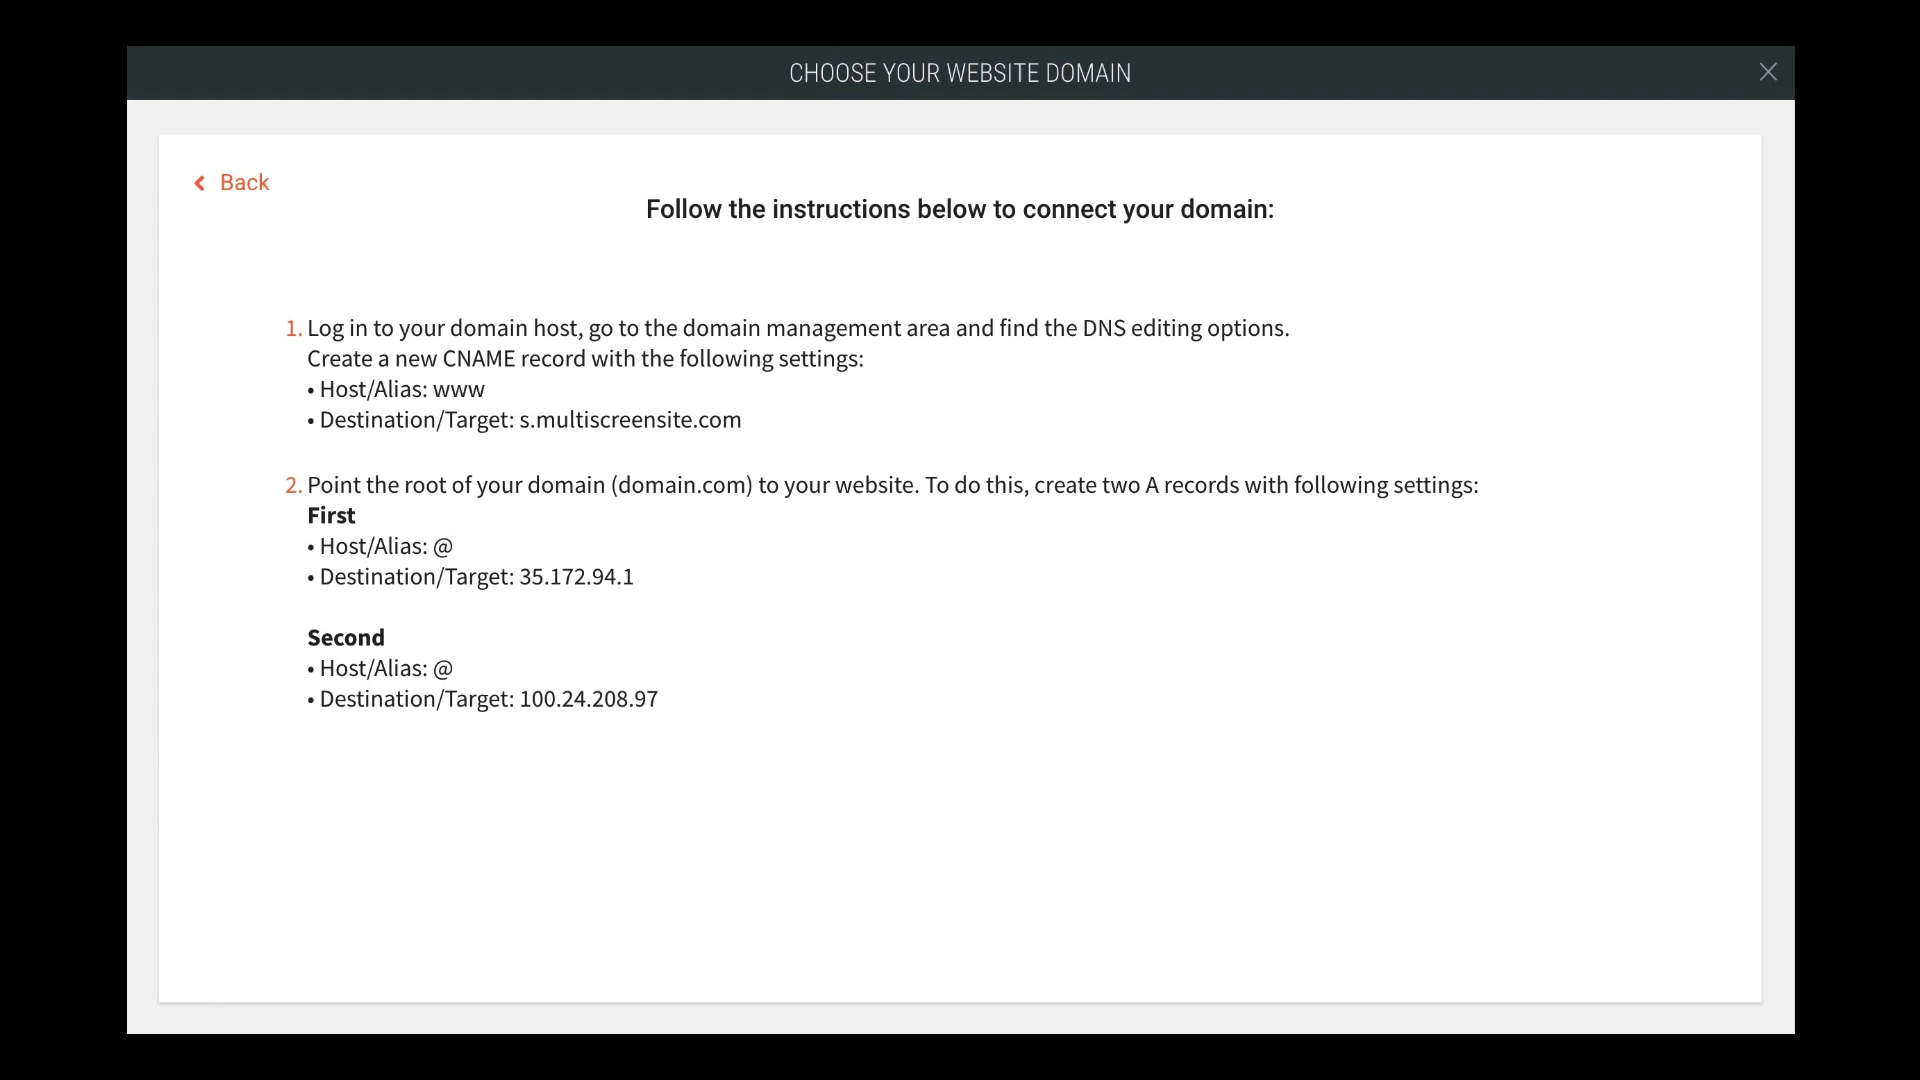 CHOOSE YOUR WEBSITE DOMAIN
Back
Follow the instructions below to connect your domain:
1. Log in to your domain host, go to the domain management area and find the DNS editing options.
Create a new CNAME record with the following settings:
• Host/Alias: www
• Destination/Target: s.multiscreensite.com
2. Point the root of your domain (domain.com) to your website. To do this, create two A records with following settings:
First
• Host/Alias: @
• Destination/Target: 35.172.94.1
Second
• Host/Alias: @
• Destination/Target: 100.24.208.97